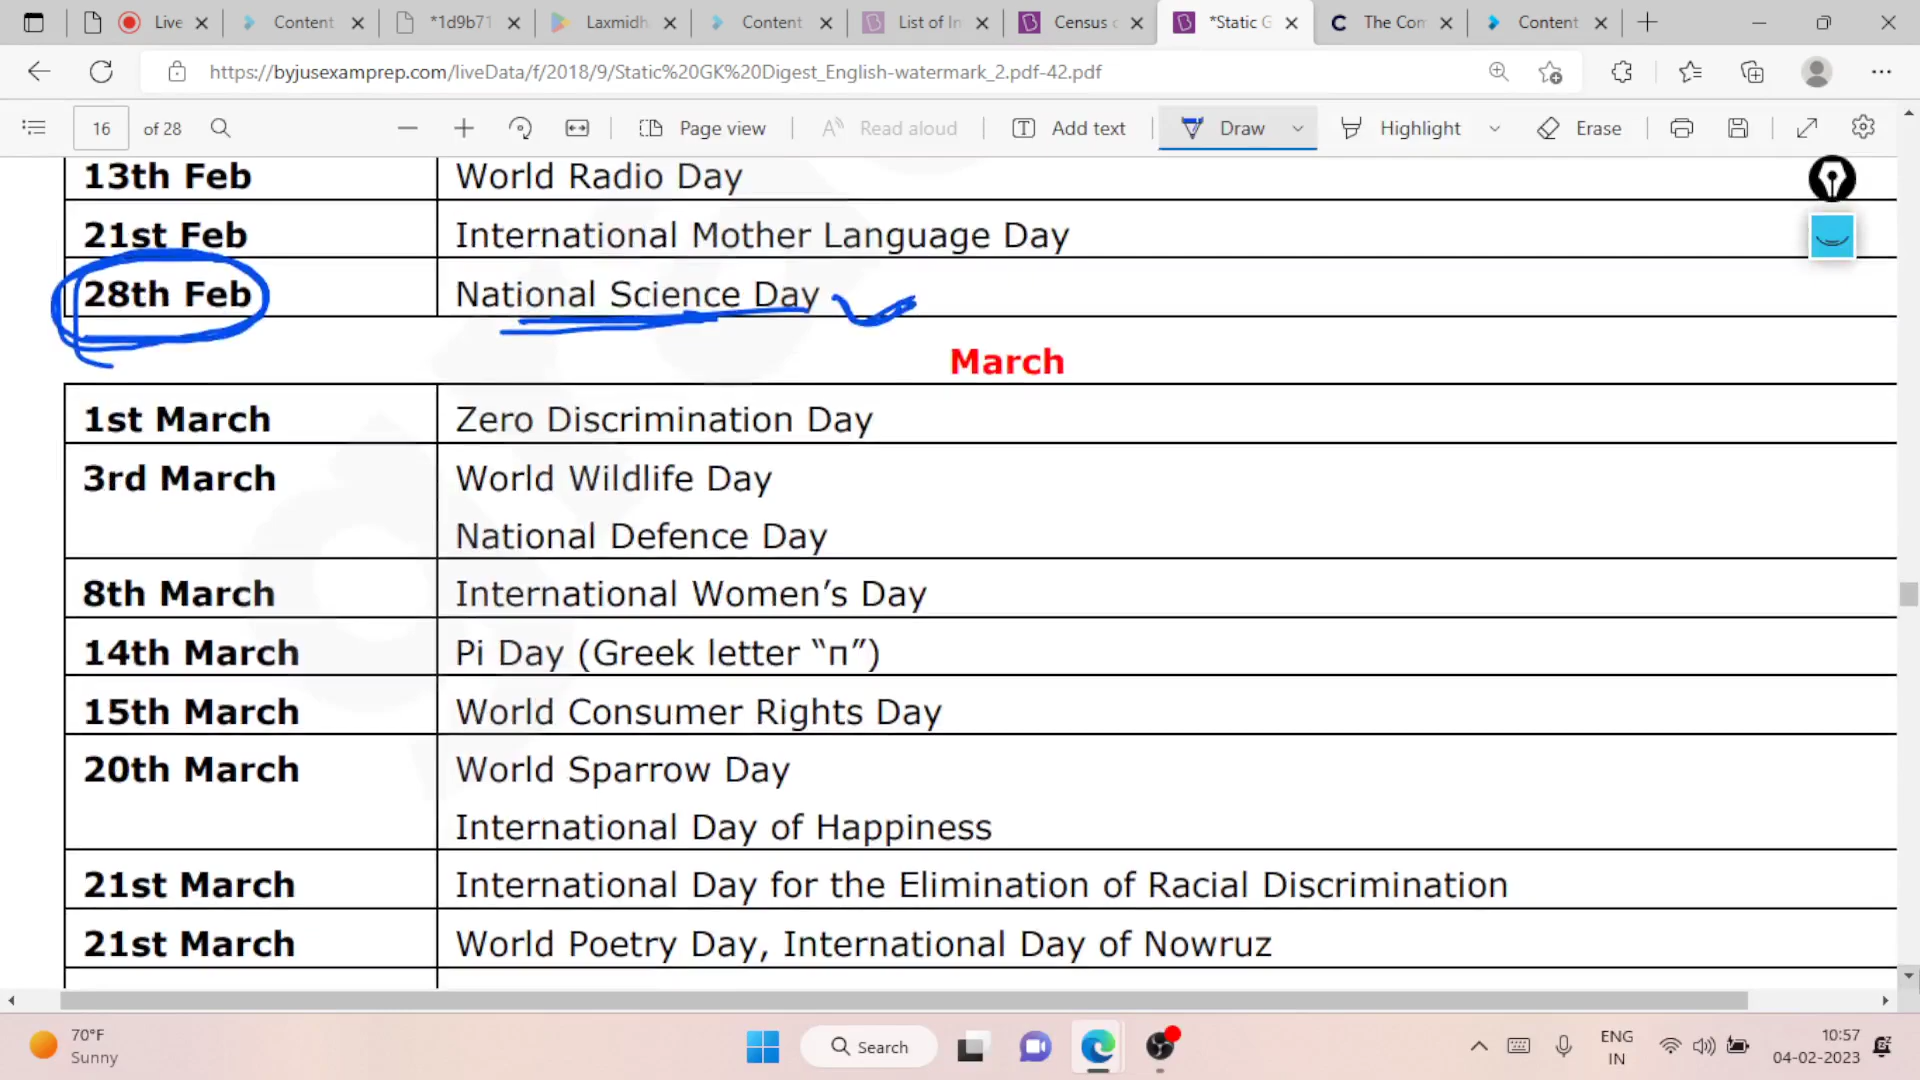 Live
Content
*1d9b71
Laxmidh
Content
List of In
Census o
*Static G
The Com
Content
https://byjusexamprep.com/liveData/f/2018/9/Static%20GK%20Digest_English-watermark_2.pdf-42.pdf
16 of 28
Page view
Read aloud
Add text
Draw
Highlight
Erase
13th Feb World Radio Day
21st Feb International Mother Language Day
28th Feb National Science Day
March
1st March Zero Discrimination Day
3rd March World Wildlife Day
National Defence Day
8th March International Women’s Day
14th March Pi Day (Greek letter “п”)
15th March World Consumer Rights Day
20th March World Sparrow Day
International Day of Happiness
21st March International Day for the Elimination of Racial Discrimination
21st March World Poetry Day, International Day of Nowruz
70°F
Sunny
Search
ENG
IN
10:57
04-02-2023